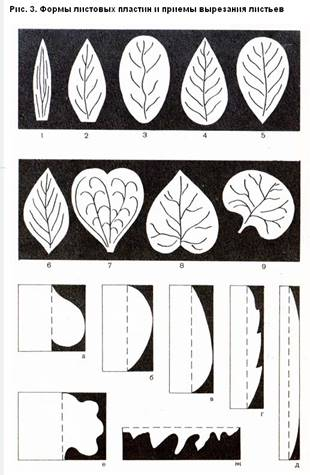 Рис. 3. Формы листовых пластин и приемы вырезания листьев
1 2 3 4 5
6 7 8 9
а б в г д
е ж